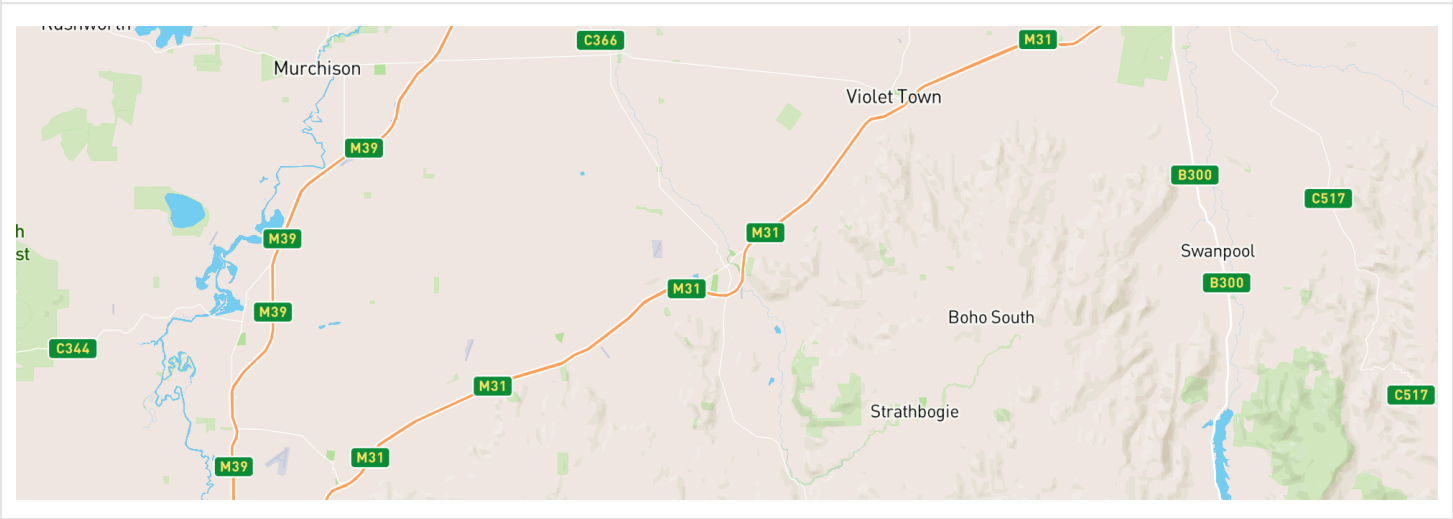 Rushworth
C366
M31
Murchison
Violet Town
M39
B300
C517
h
st
M39
M31
Swanpool
B300
M31
M39
Boho South
C344
M31
C517
Strathbogie
M31
M39